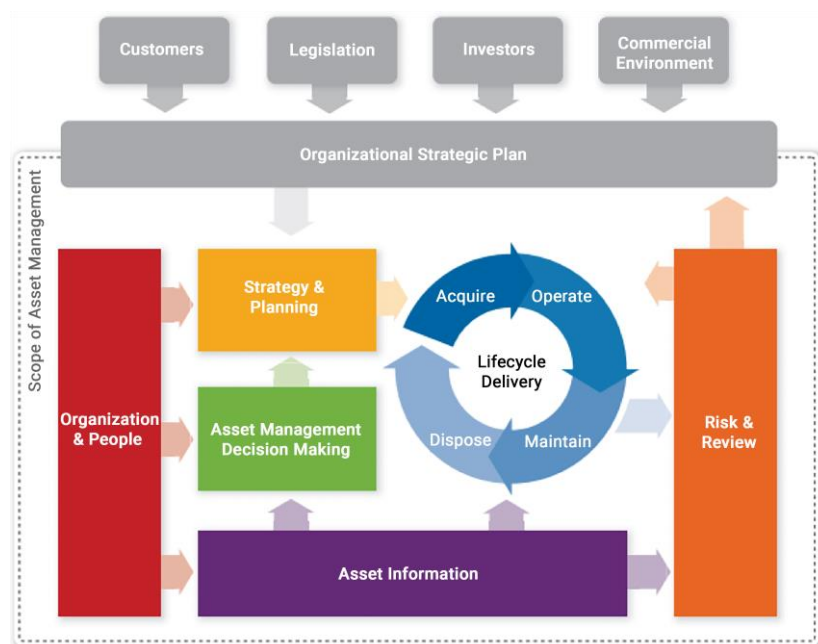 Customers
Legislation
Investors
Commercial
Environment
Organizational Strategic Plan
Scope of Asset Management
Organization
& People
Strategy &
Planning
Asset Management
Decision Making
Acquire
Operate
Lifecycle
Delivery
Dispose
Maintain
Risk &
Review
Asset Information